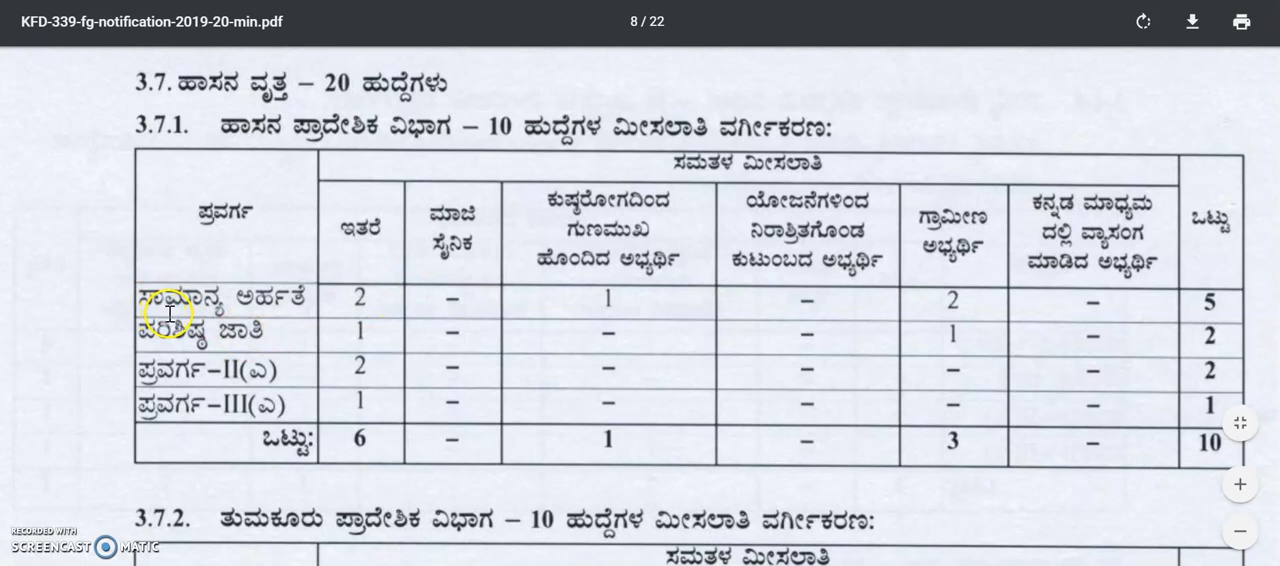 KFD-339-fg-notification-2019-20-min.pdf 8 / 22
3.7. ಹಾಸನ ವೃತ್ತ – 20 ಹುದ್ದೆಗಳು
3.7.1. ಹಾಸನ ಪ್ರಾದೇಶಿಕ ವಿಭಾಗ – 10 ಹುದ್ದೆಗಳ ಮೀಸಲಾತಿ ವರ್ಗೀಕರಣ:
ಸಮತಳ ಮೀಸಲಾತಿ
ಪ್ರವರ್ಗ
ಇತರೆ
ಮಾಜಿ
ಸೈನಿಕ
ಕುಷ್ಠರೋಗದಿಂದ
ಗುಣಮುಖ
ಹೊಂದಿದ ಅಭ್ಯರ್ಥಿ
ಯೋಜನೆಗಳಿಂದ
ನಿರಾಶ್ರಿತಗೊಂಡ
ಕುಟುಂಬದ ಅಭ್ಯರ್ಥಿ
ಗ್ರಾಮೀಣ
ಅಭ್ಯರ್ಥಿ
ಕನ್ನಡ ಮಾಧ್ಯಮ
ದಲ್ಲಿ ವ್ಯಾಸಂಗ
ಮಾಡಿದ ಅಭ್ಯರ್ಥಿ
ಒಟ್ಟು
ಸಾಮಾನ್ಯ ಅರ್ಹತೆ 2 – 1 – 2 – 5
ಪರಿಶಿಷ್ಠ ಜಾತಿ 1 – – – 1 – 2
ಪ್ರವರ್ಗ–II(ಎ) 2 – – – – – 2
ಪ್ರವರ್ಗ–III(ಎ) 1 – – – – – 1
ಒಟ್ಟು: 6 – 1 – 3 – 10
3.7.2. ತುಮಕೂರು ಪ್ರಾದೇಶಿಕ ವಿಭಾಗ – 10 ಹುದ್ದೆಗಳ ಮೀಸಲಾತಿ ವರ್ಗೀಕರಣ:
ಸಮತಳ ಮೀಸಲಾತಿ
RECORDED WITH
SCREENCAST MATIC